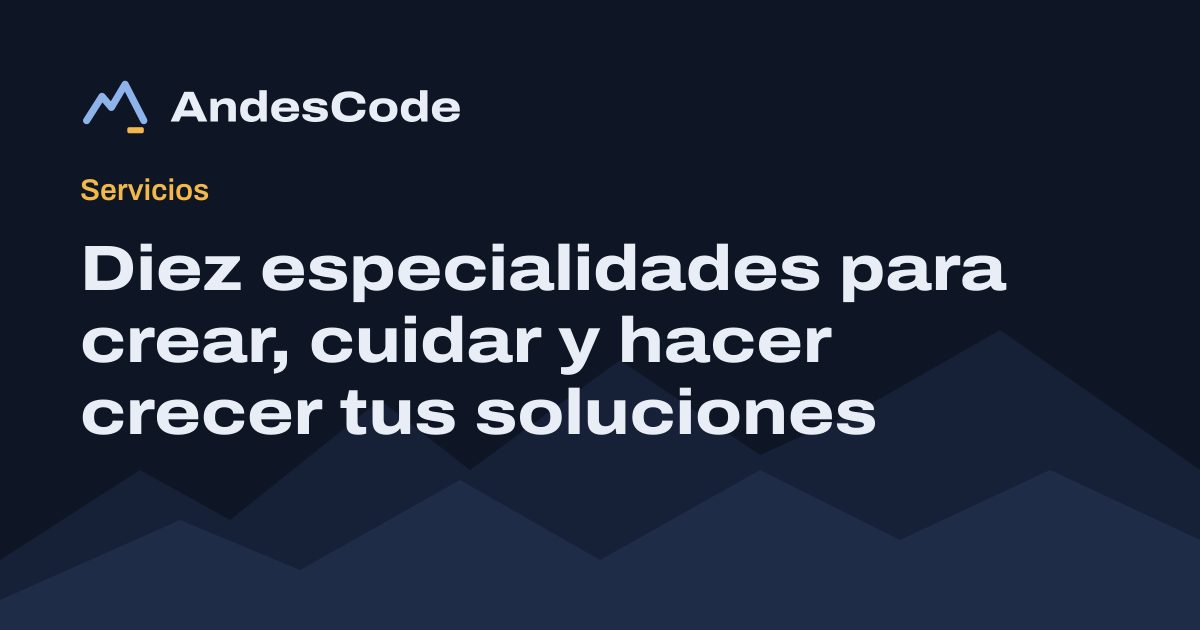 AndesCode
Servicios
Diez especialidades para
crear, cuidar y hacer
crecer tus soluciones